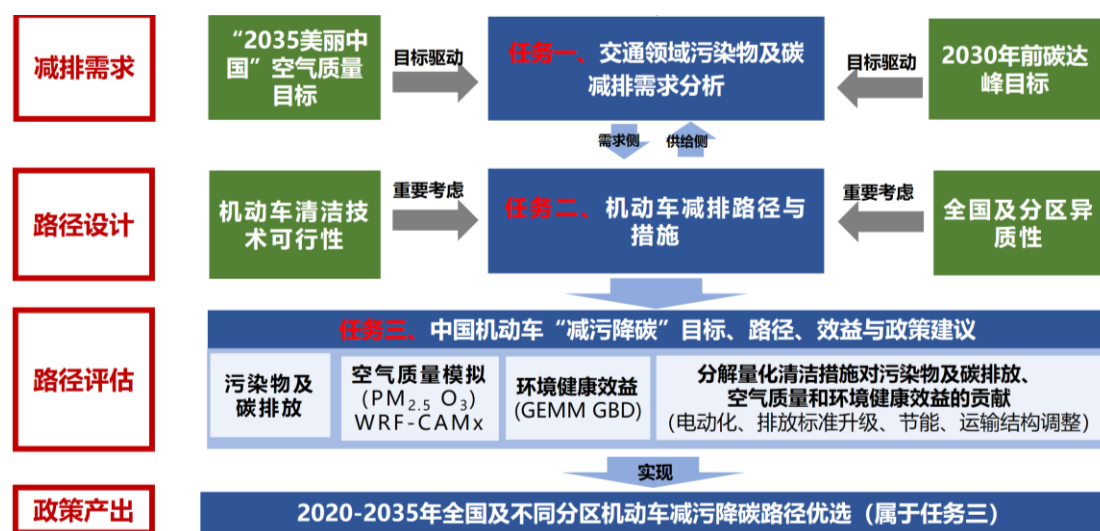 减排需求
“2035美丽中
国”空气质量
目标
目标驱动
任务一、交通领域污染物及碳
减排需求分析
目标驱动
2030年前碳达
峰目标
需求侧
供给侧
路径设计
机动车清洁技
术可行性
重要考虑
任务二、机动车减排路径与
措施
重要考虑
全国及分区异
质性
路径评估
任务三、中国机动车“减污降碳”目标、路径、效益与政策建议
污染物及
碳排放
空气质量模拟
(PM2.5 O3)
WRF-CAMx
环境健康效益
(GEMM GBD)
分解量化清洁措施对污染物及碳排放、
空气质量和环境健康效益的贡献
(电动化、排放标准升级、节能、运输结构调整)
实现
政策产出
2020-2035年全国及不同分区机动车减污降碳路径优选（属于任务三）